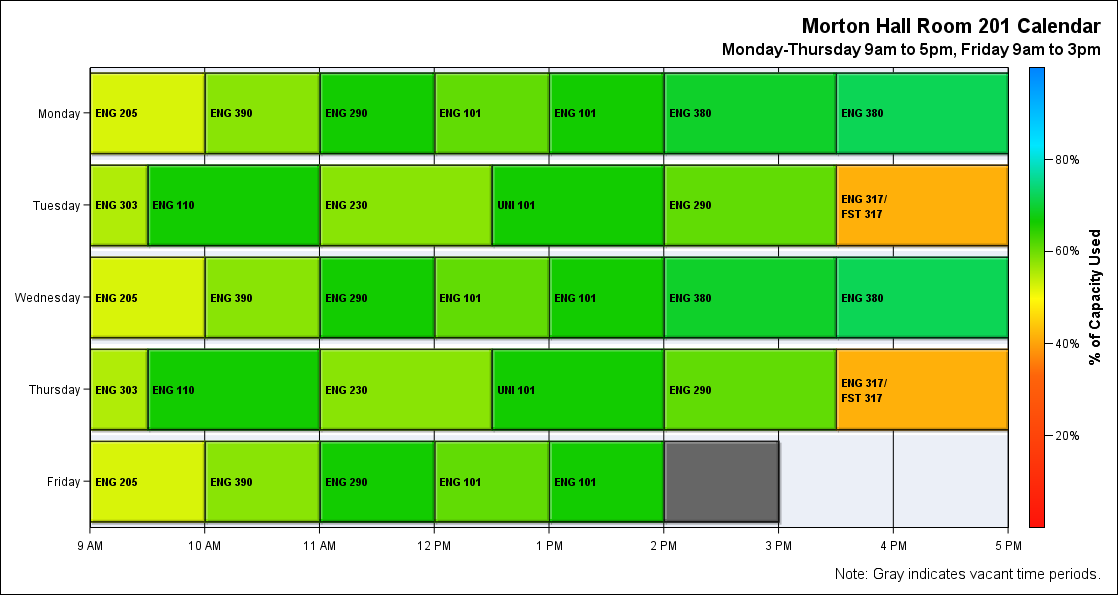 Morton Hall Room 201 Calendar
Monday-Thursday 9am to 5pm, Friday 9am to 3pm
Monday
ENG 205
ENG 390
ENG 290
ENG 101
ENG 101
ENG 380
ENG 380
Tuesday
ENG 303
ENG 110
ENG 230
UNI 101
ENG 290
ENG 317/
FST 317
Wednesday
ENG 205
ENG 390
ENG 290
ENG 101
ENG 101
ENG 380
ENG 380
Thursday
ENG 303
ENG 110
ENG 230
UNI 101
ENG 290
ENG 317/
FST 317
Friday
ENG 205
ENG 390
ENG 290
ENG 101
ENG 101
9 AM
10 AM
11 AM
12 PM
1 PM
2 PM
3 PM
4 PM
5 PM
80%
60%
40%
20%
% of Capacity Used
Note: Gray indicates vacant time periods.